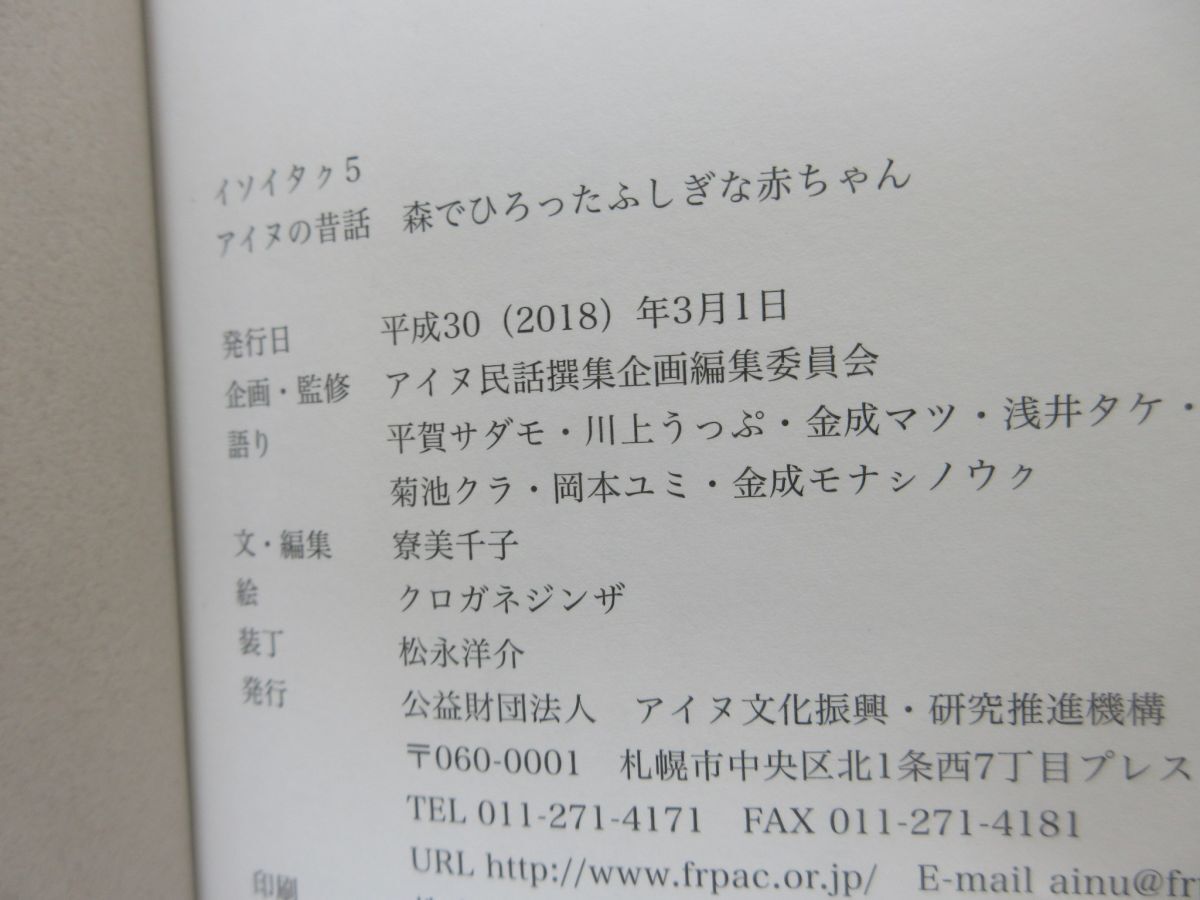 イソイタㇰ5
アイヌの昔話　森でひろったふしぎな赤ちゃん
発行日　平成30（2018）年3月1日
企画・監修　アイヌ民話撰集企画編集委員会
語り　平賀サダモ・川上うっぷ・金成マツ・浅井タケ・
菊池クラ・岡本ユミ・金成モナㇱノウㇰ
文・編集　寮美千子
絵　クロガネジンザ
装丁　松永洋介
発行　公益財団法人　アイヌ文化振興・研究推進機構
〒060-0001　札幌市中央区北1条西7丁目プレス
TEL 011-271-4171　FAX 011-271-4181
URL http://www.frpac.or.jp/　E-mail ainu@fr
印刷